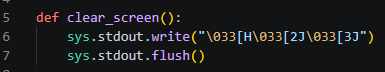 5 def clear_screen():
6     sys.stdout.write("\033[H\033[2J\033[3J")
7     sys.stdout.flush()